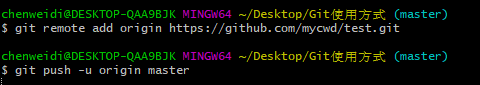 chenweidi@DESKTOP-QAA9BJK MINGW64 ~/Desktop/Git使用方式 (master)
$ git remote add origin https://github.com/mycwd/test.git
chenweidi@DESKTOP-QAA9BJK MINGW64 ~/Desktop/Git使用方式 (master)
$ git push -u origin master